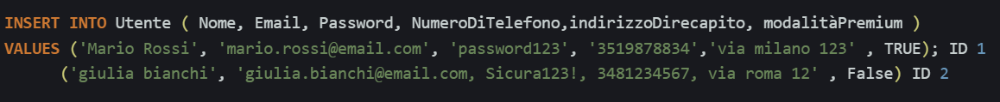 INSERT INTO Utente ( Nome, Email, Password, NumeroDiTelefono,indirizzoDirecapito, modalitàPremium )
VALUES ('Mario Rossi', 'mario.rossi@email.com', 'password123', '3519878834','via milano 123' , TRUE); ID 1
('giulia bianchi', 'giulia.bianchi@email.com, Sicura123!, 3481234567, via roma 12' , False) ID 2